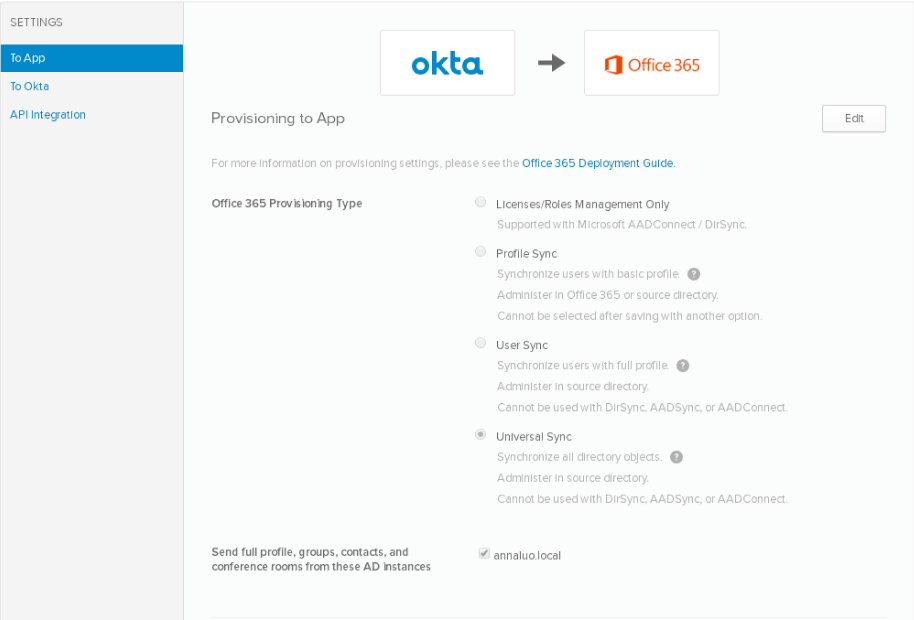 SETTINGS
To App
To Okta
API Integration
okta
Office 365
Provisioning to App
Edit
For more information on provisioning settings, please see the Office 365 Deployment Guide.
Office 365 Provisioning Type
Licenses/Roles Management Only
Supported with Microsoft AADConnect / DirSync.
Profile Sync
Synchronize users with basic profile. ?
Administer in Office 365 or source directory.
Cannot be selected after saving with another option.
User Sync
Synchronize users with full profile. ?
Administer in source directory.
Cannot be used with DirSync, AADSync, or AADConnect.
Universal Sync
Synchronize all directory objects. ?
Administer in source directory.
Cannot be used with DirSync, AADSync, or AADConnect.
Send full profile, groups, contacts, and
conference rooms from these AD instances
annaluo.local